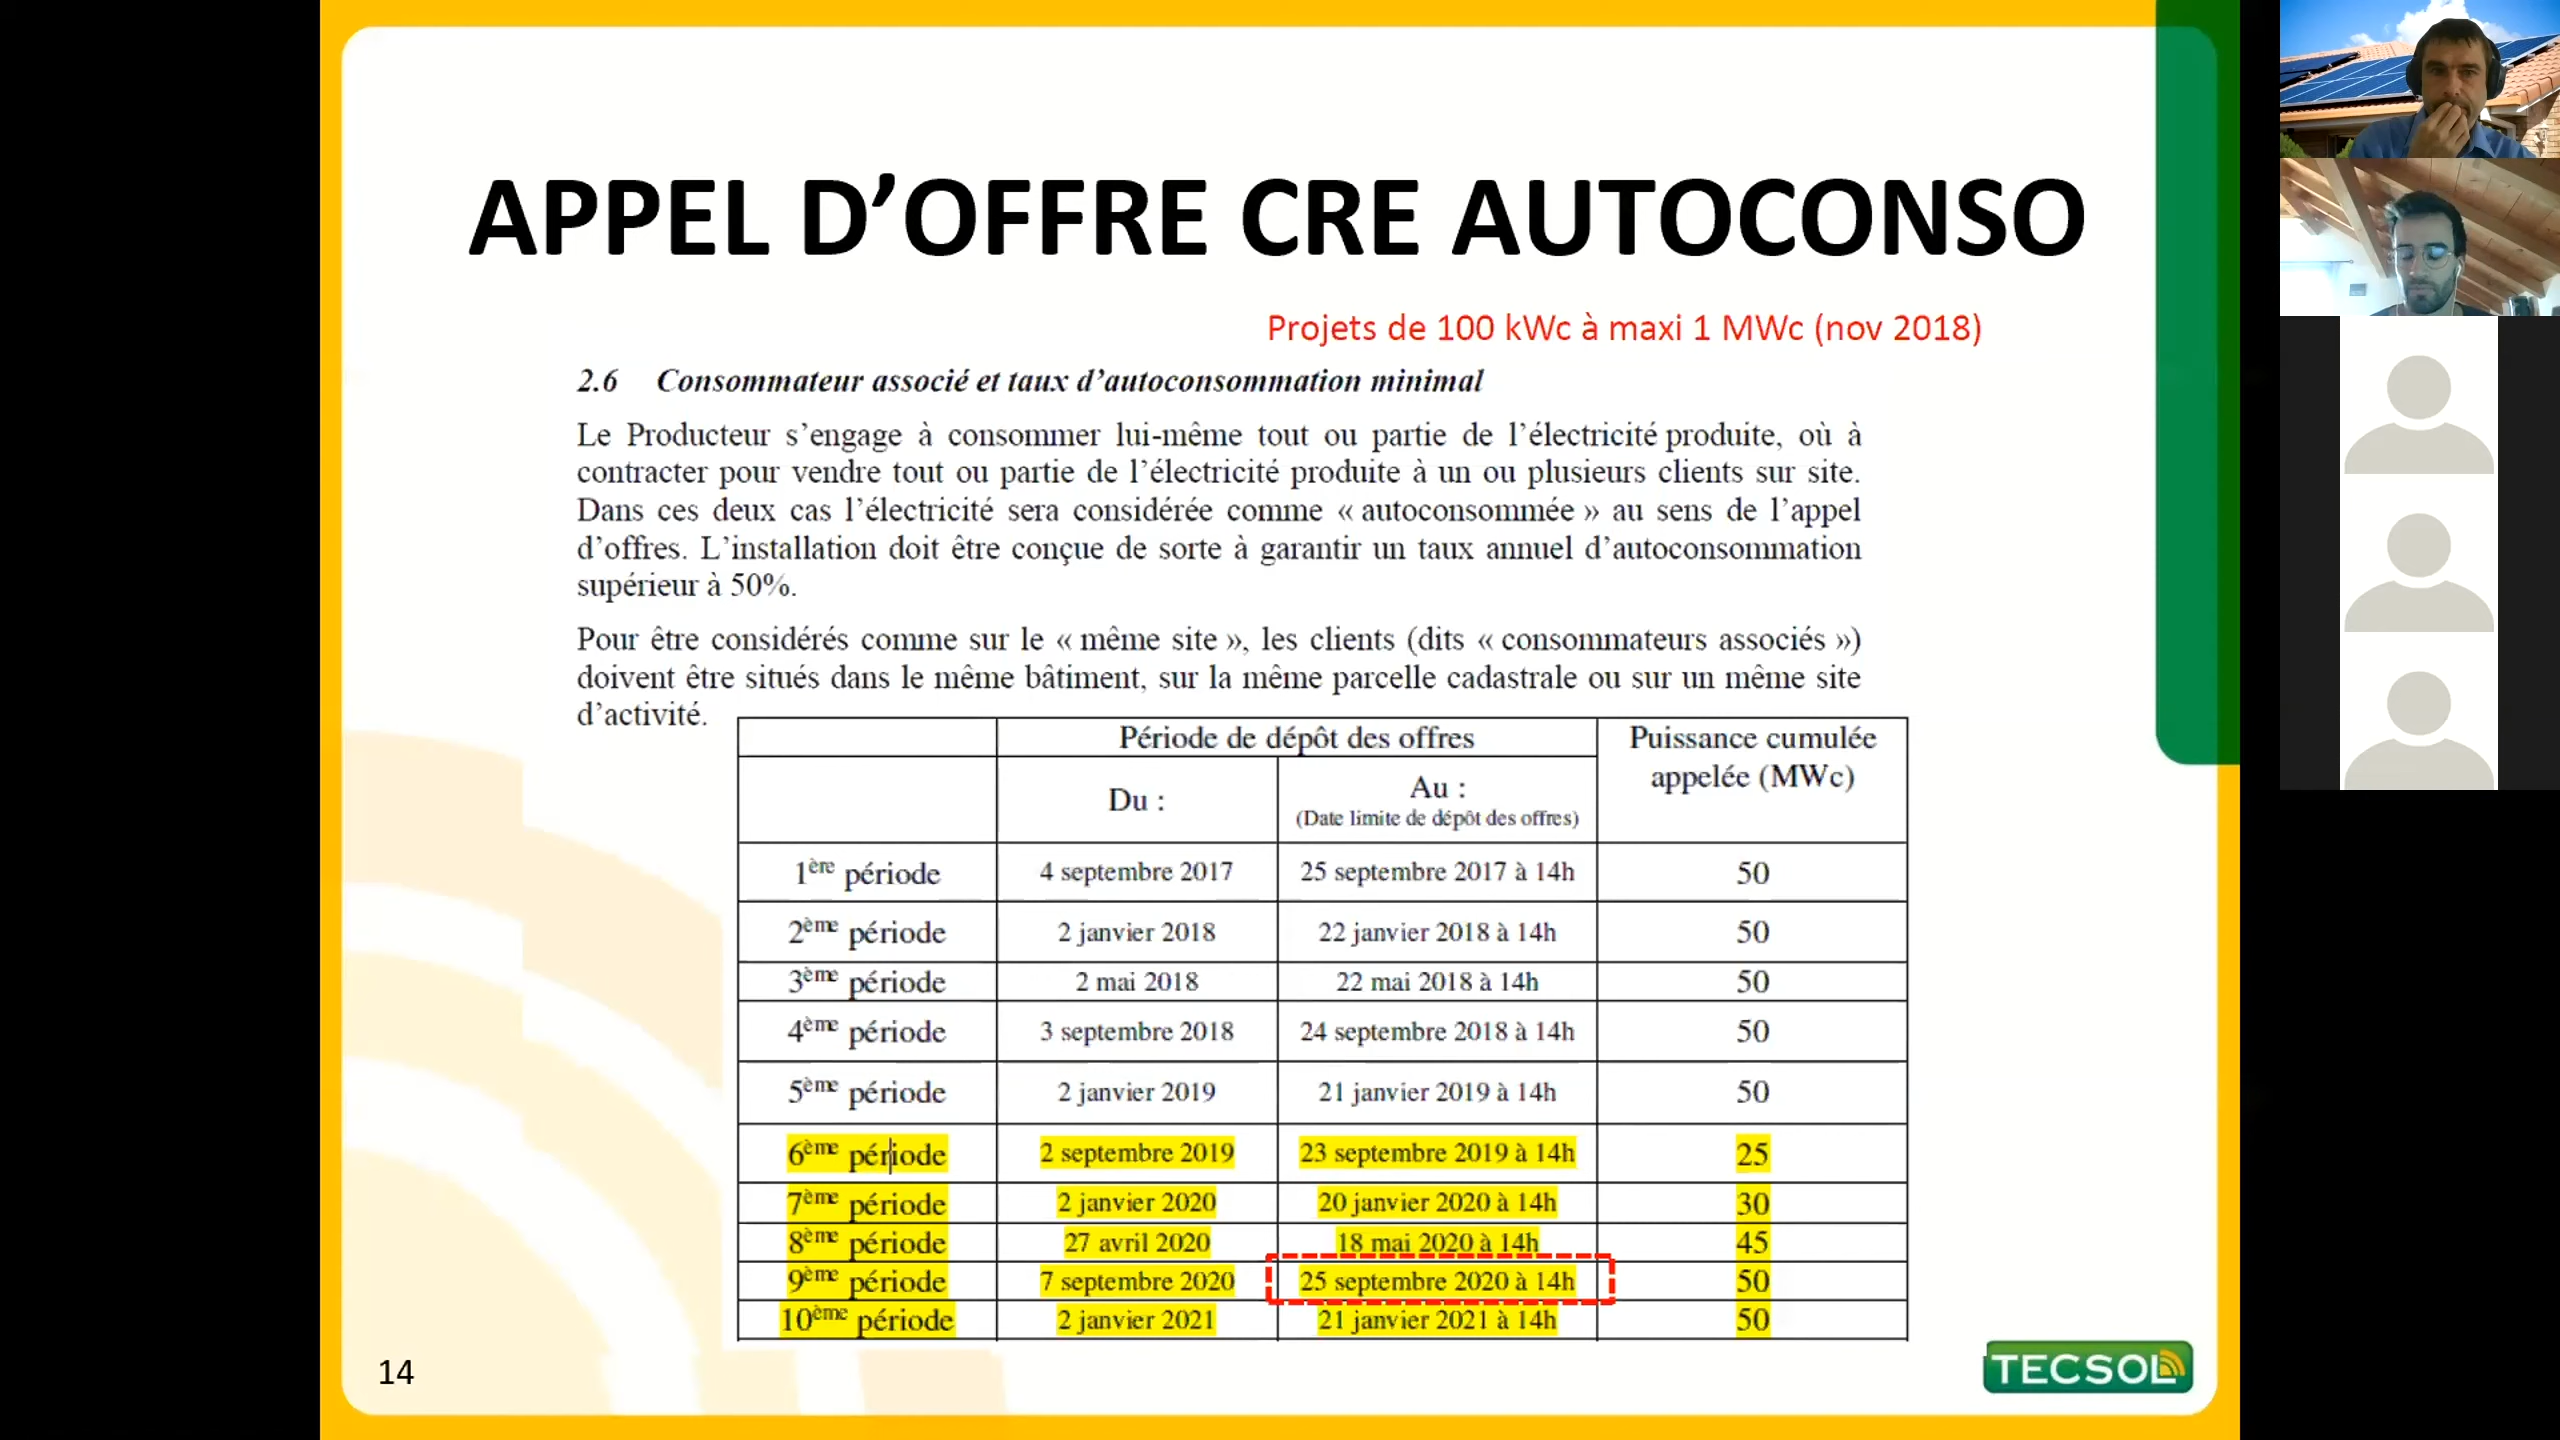 APPEL D’OFFRE CRE AUTOCONSO
Projets de 100 kWc à maxi 1 MWc (nov 2018)
2.6 Consommateur associé et taux d’autoconsommation minimal
Le Producteur s’engage à consommer lui-même tout ou partie de l’électricité produite, où à
contracter pour vendre tout ou partie de l’électricité produite à un ou plusieurs clients sur site.
Dans ces deux cas l’électricité sera considérée comme « autoconsommée » au sens de l’appel
d’offres. L’installation doit être conçue de sorte à garantir un taux annuel d’autoconsommation
supérieur à 50%.
Pour être considérés comme sur le « même site », les clients (dits « consommateurs associés »)
doivent être situés dans le même bâtiment, sur la même parcelle cadastrale ou sur un même site
d’activité.
Période de dépôt des offres Puissance cumulée
appelée (MWc)
Du : Au :
(Date limite de dépôt des offres)
1ère période 4 septembre 2017 25 septembre 2017 à 14h 50
2ème période 2 janvier 2018 22 janvier 2018 à 14h 50
3ème période 2 mai 2018 22 mai 2018 à 14h 50
4ème période 3 septembre 2018 24 septembre 2018 à 14h 50
5ème période 2 janvier 2019 21 janvier 2019 à 14h 50
6ème période 2 septembre 2019 23 septembre 2019 à 14h 25
7ème période 2 janvier 2020 20 janvier 2020 à 14h 30
8ème période 27 avril 2020 18 mai 2020 à 14h 45
9ème période 7 septembre 2020 25 septembre 2020 à 14h 50
10ème période 2 janvier 2021 21 janvier 2021 à 14h 50
14
TECSOL